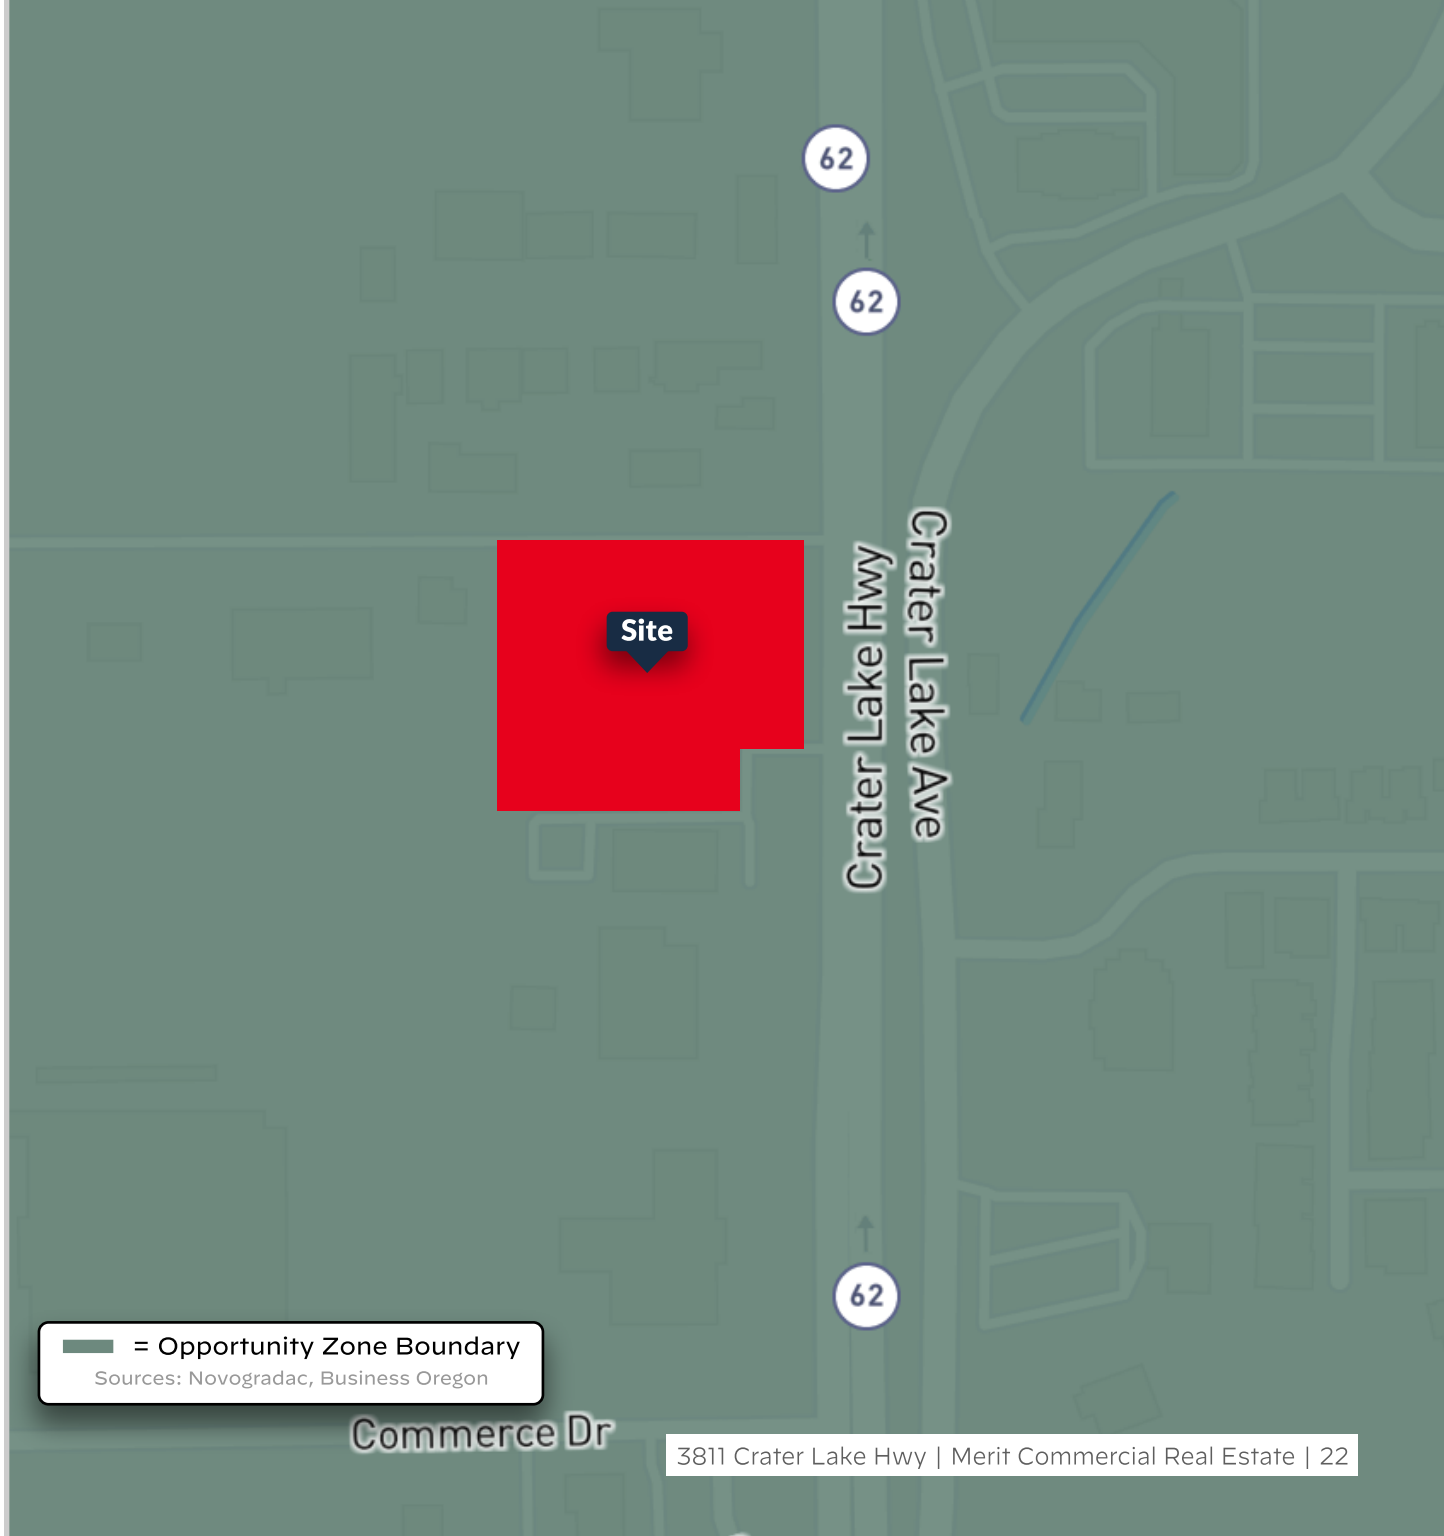 62
62
Crater Lake Ave
Crater Lake Hwy
Site
62
= Opportunity Zone Boundary
Sources: Novogradac, Business Oregon
Commerce Dr
3811 Crater Lake Hwy | Merit Commercial Real Estate | 22